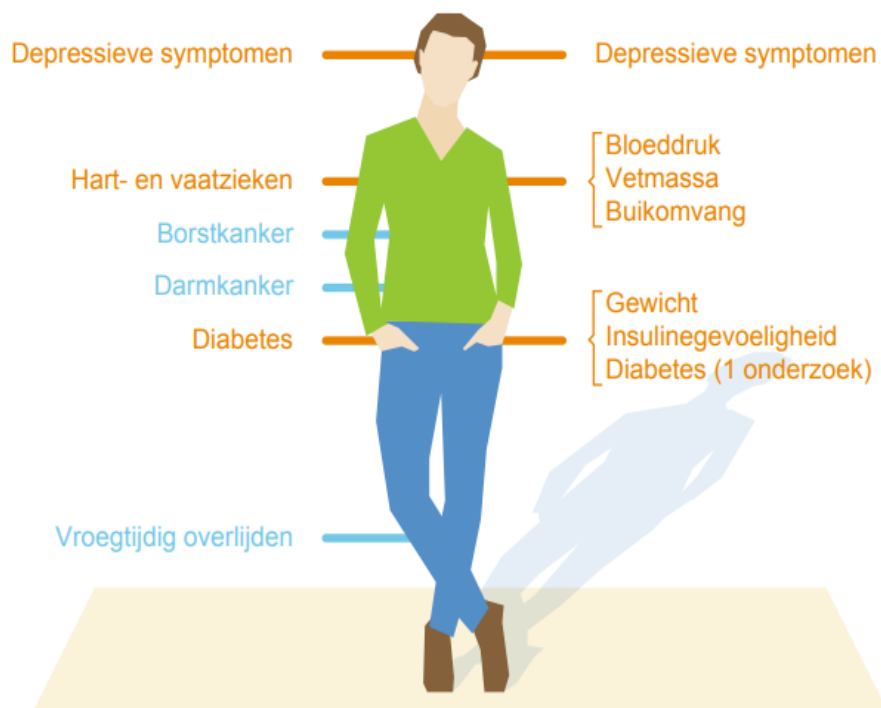 Depressieve symptomen
Depressieve symptomen
Hart- en vaatzieken
Bloeddruk
Vetmassa
Buikomvang
Borstkanker
Darmkanker
Diabetes
Gewicht
Insulinegevoeligheid
Diabetes (1 onderzoek)
Vroegtijdig overlijden